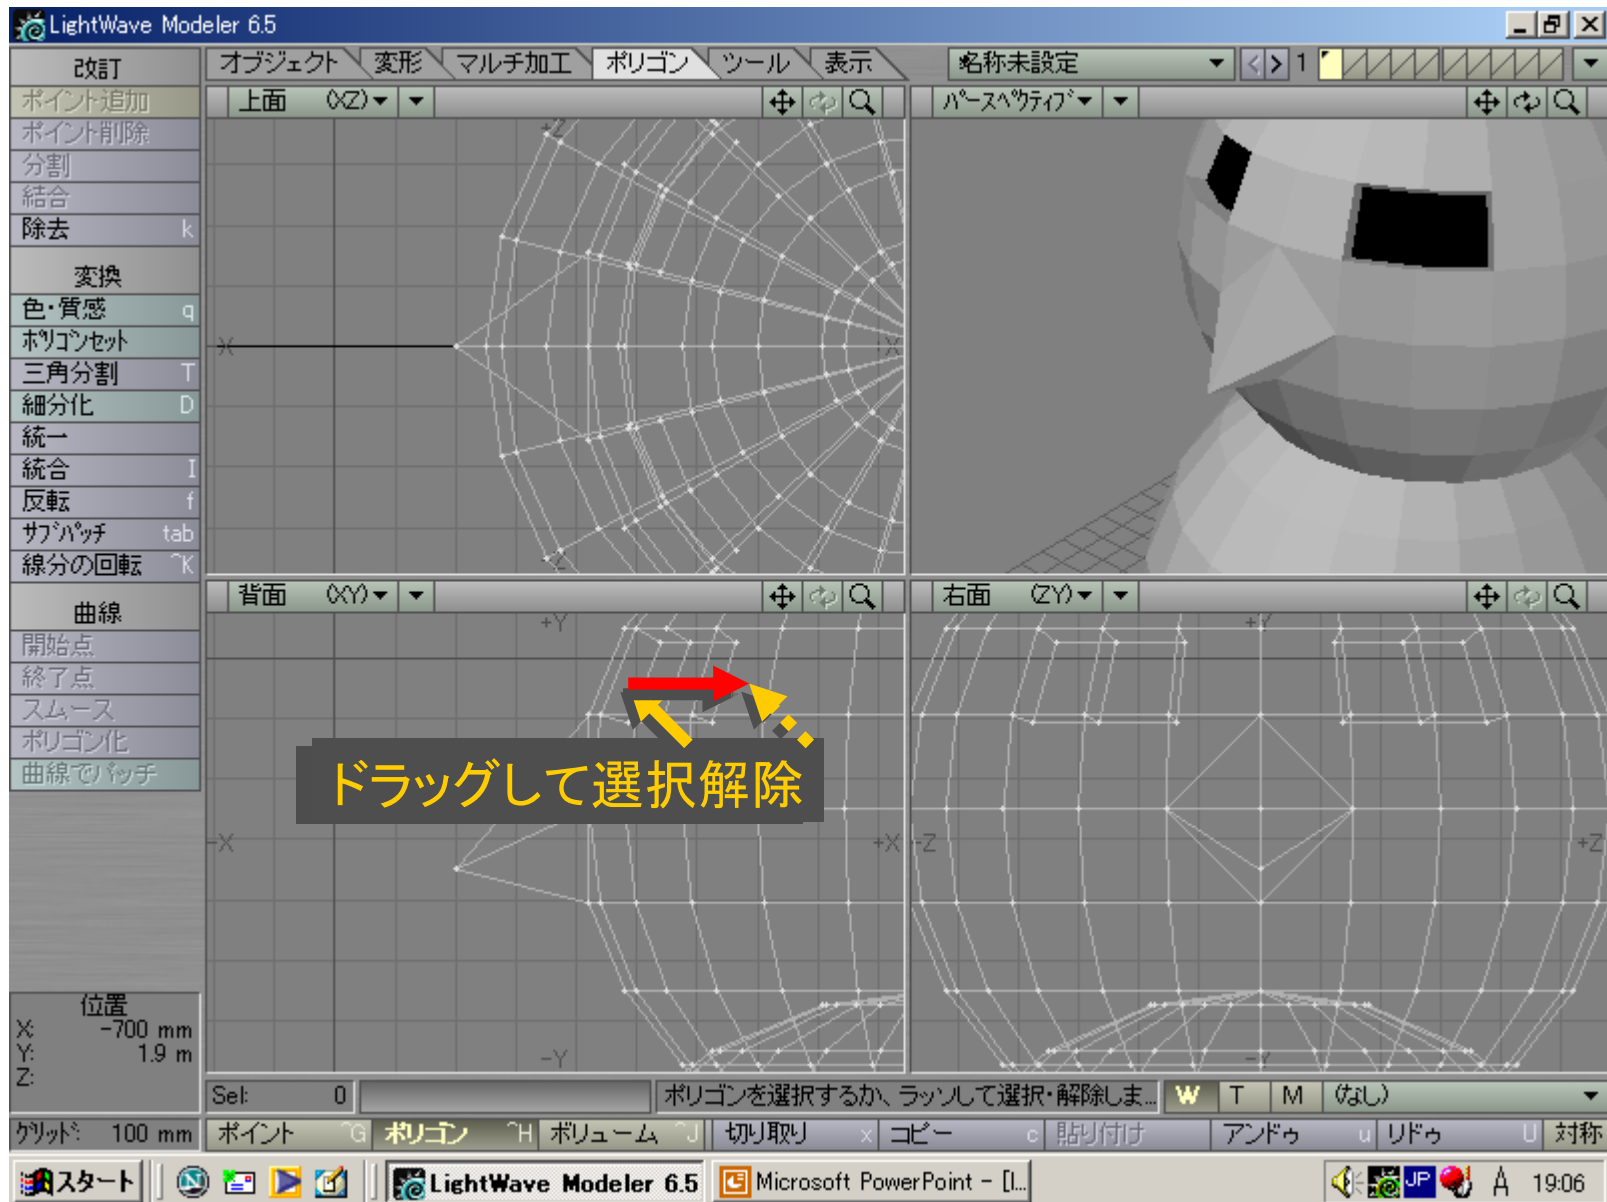 LightWave Modeler 6.5
改訂
オブジェクト 変形 マルチ加工 ポリゴン ツール 表示 名称未設定 1
ポイント追加
上面 (XZ) パースペクティブ
ポイント削除
分割
結合
除去 k
変換
色・質感 q
ポリゴンセット
三角分割 T
細分化 D
統一
統合 I
反転 f
サブパッチ tab
線分の回転 ^K
曲線
開始点
終了点
スムース
ポリゴン化
曲線でパッチ
+Z
-X +X
-Z
背面 (XY) 右面 (ZY)
+Y +Y
ドラッグして選択解除
-X +X -Z +Z
-Y -Y
位置
X: -700 mm
Y: 1.9 m
Z:
Sel: 0 ポリゴンを選択するか、ラッソして選択・解除しま... W T M (なし)
グリッド: 100 mm ポイント ^G ポリゴン ^H ボリューム ^J 切り取り x コピー c 貼り付け アンドゥ u リドゥ U 対称
スタート LightWave Modeler 6.5 Microsoft PowerPoint - [l... JP A 19:06